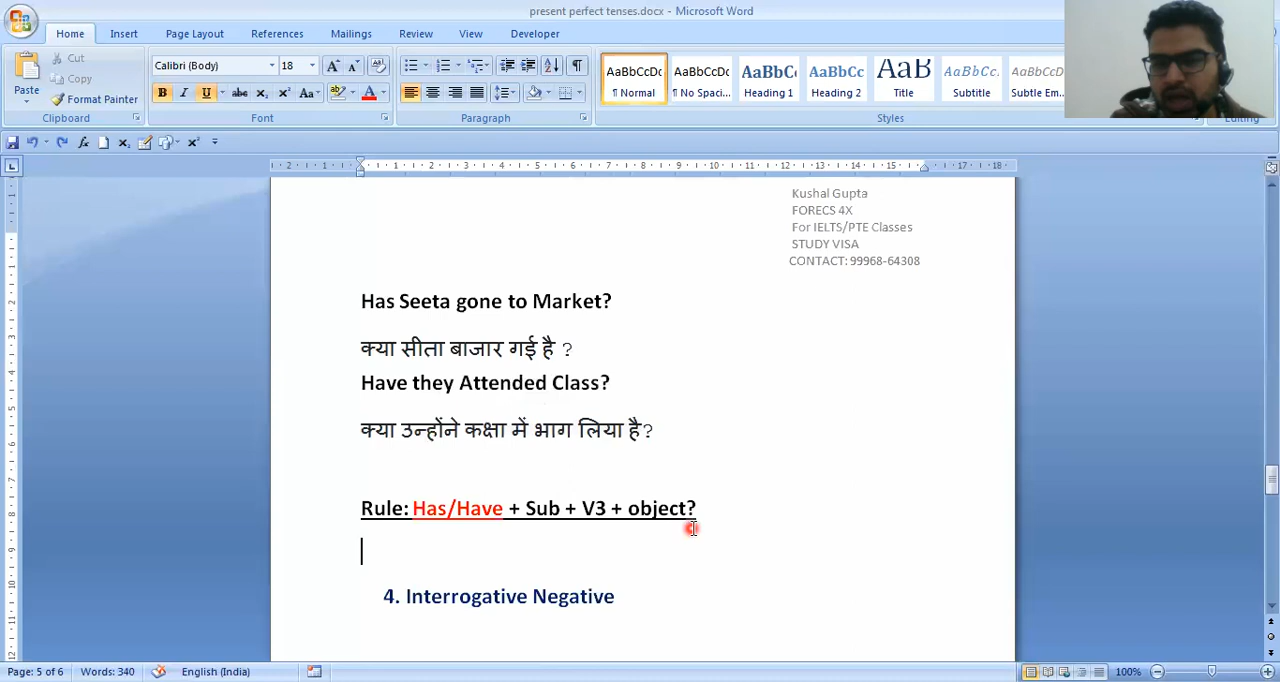 present perfect tenses.docx - Microsoft Word
Home Insert Page Layout References Mailings Review View Developer
Paste
Cut
Copy
Format Painter
Clipboard
Calibri (Body) 18
Font
Paragraph
AaBbCcDc AaBbCcDc AaBbC AaBbCc AaB AaBbCc. AaBbCcDc
¶ Normal ¶ No Spaci... Heading 1 Heading 2 Title Subtitle Subtle Em...
Styles
Editing
Kushal Gupta
FORECS 4X
For IELTS/PTE Classes
STUDY VISA
CONTACT: 99968-64308
Has Seeta gone to Market?
क्या सीता बाजार गई है ?
Have they Attended Class?
क्या उन्होंने कक्षा में भाग लिया है?
Rule: Has/Have + Sub + V3 + object?
4. Interrogative Negative
Page: 5 of 6 Words: 340 English (India) 100%